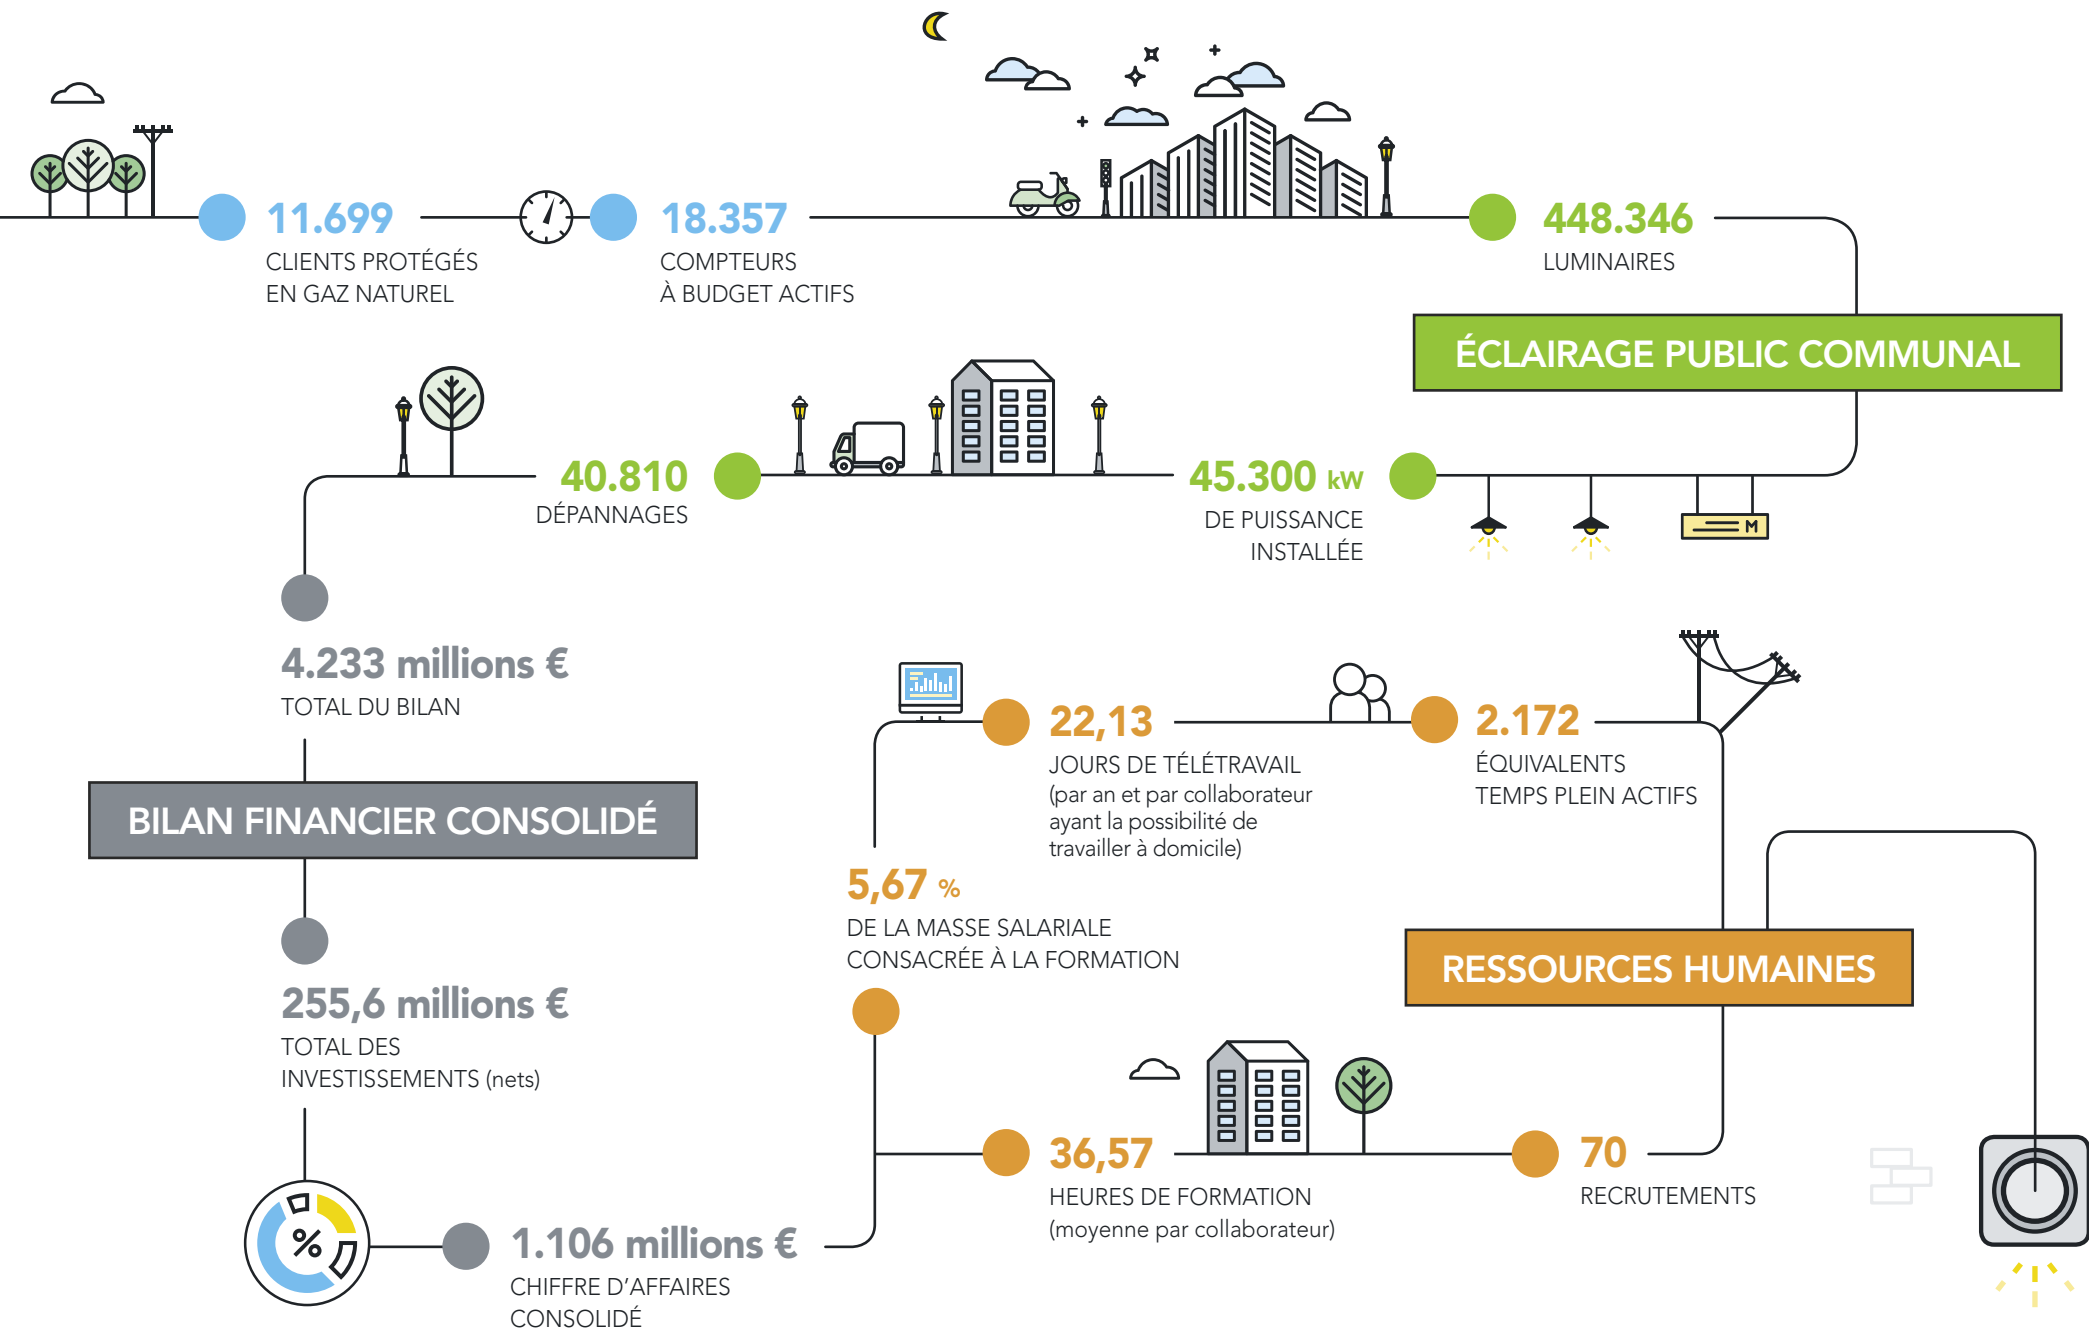 11.699
CLIENTS PROTÉGÉS
EN GAZ NATUREL
18.357
COMPTEURS
À BUDGET ACTIFS
448.346
LUMINAIRES
ÉCLAIRAGE PUBLIC COMMUNAL
45.300 kW
DE PUISSANCE
INSTALLÉE
M
40.810
DÉPANNAGES
4.233 millions €
TOTAL DU BILAN
BILAN FINANCIER CONSOLIDÉ
255,6 millions €
TOTAL DES
INVESTISSEMENTS (nets)
%
1.106 millions €
CHIFFRE D'AFFAIRES
CONSOLIDÉ
5,67 %
DE LA MASSE SALARIALE
CONSACRÉE À LA FORMATION
22,13
JOURS DE TÉLÉTRAVAIL
(par an et par collaborateur
ayant la possibilité de
travailler à domicile)
2.172
ÉQUIVALENTS
TEMPS PLEIN ACTIFS
RESSOURCES HUMAINES
36,57
HEURES DE FORMATION
(moyenne par collaborateur)
70
RECRUTEMENTS